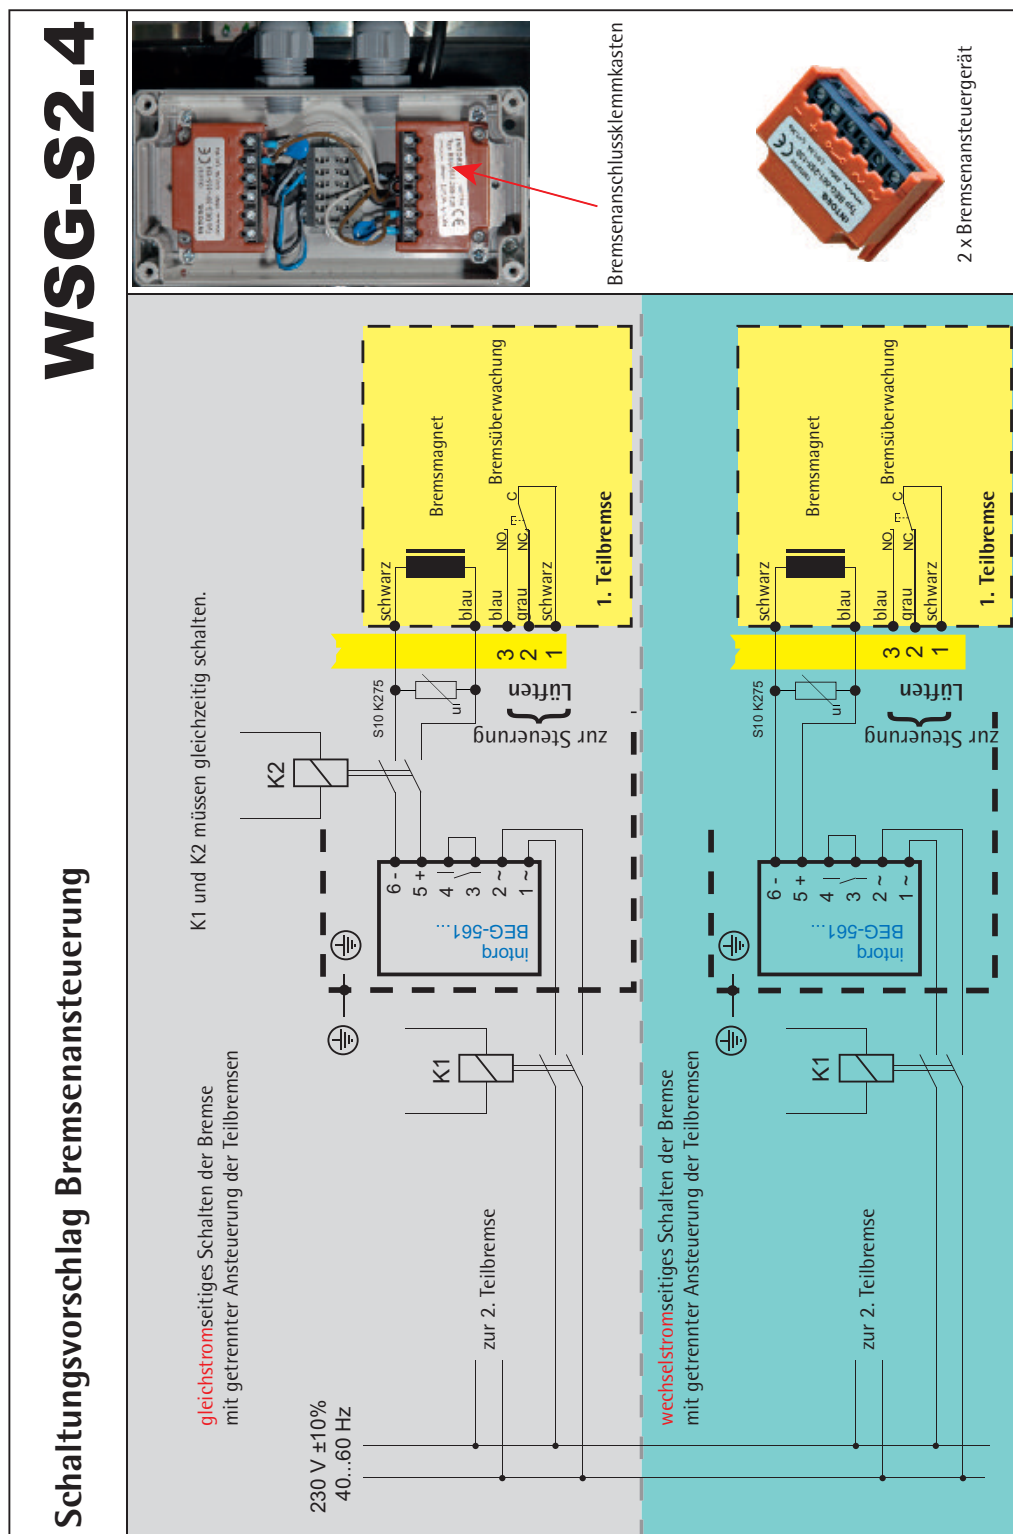 Schaltungsvorschlag Bremsenansteuerung
WSG-S2.4
gleichstromseitiges Schalten der Bremse
mit getrennter Ansteuerung der Teilbremsen
K1 und K2 müssen gleichzeitig schalten.
230 V ±10%
40...60 Hz
zur 2. Teilbremse
K1
intorq
BEG-561...
6 -
5 +
4
3
2 ~
1 ~
K2
S10 K275
U
zur Steuerung
Lüften
3
2
1
schwarz
blau
blau
grau
schwarz
NO
NC
C
Bremsmagnet
Bremsüberwachung
1. Teilbremse
wechselstromseitiges Schalten der Bremse
mit getrennter Ansteuerung der Teilbremsen
zur 2. Teilbremse
K1
intorq
BEG-561...
6 -
5 +
4
3
2 ~
1 ~
S10 K275
U
zur Steuerung
Lüften
3
2
1
schwarz
blau
blau
grau
schwarz
NO
NC
C
Bremsmagnet
Bremsüberwachung
1. Teilbremse
Bremsenanschlussklemmkasten
INTORQ
CE
2 x Bremsenansteuergerät